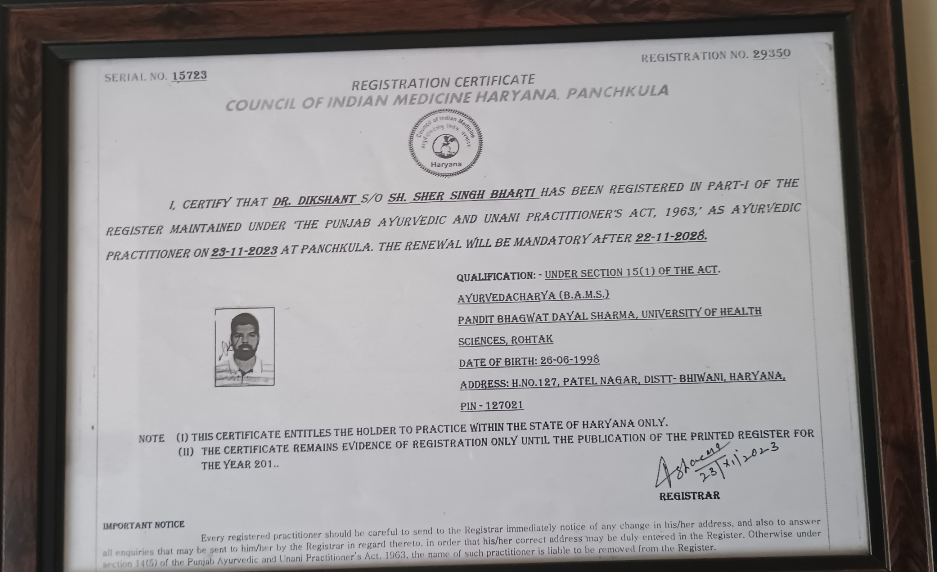 SERIAL NO. 15723
REGISTRATION NO. 29350
REGISTRATION CERTIFICATE
COUNCIL OF INDIAN MEDICINE HARYANA, PANCHKULA
Council of Indian Medicine
Haryana
I, CERTIFY THAT DR. DIKSHANT S/O SH. SHER SINGH BHARTI HAS BEEN REGISTERED IN PART-I OF THE
REGISTER MAINTAINED UNDER 'THE PUNJAB AYURVEDIC AND UNANI PRACTITIONER'S ACT, 1963,' AS AYURVEDIC
PRACTITIONER ON 23-11-2023 AT PANCHKULA. THE RENEWAL WILL BE MANDATORY AFTER 22-11-2028.
QUALIFICATION: - UNDER SECTION 15(1) OF THE ACT.
AYURVEDACHARYA (B.A.M.S.)
PANDIT BHAGWAT DAYAL SHARMA, UNIVERSITY OF HEALTH
SCIENCES, ROHTAK
DATE OF BIRTH: 26-06-1998
ADDRESS: H.NO.127, PATEL NAGAR, DISTT- BHIWANI, HARYANA,
PIN - 127021
NOTE (I) THIS CERTIFICATE ENTITLES THE HOLDER TO PRACTICE WITHIN THE STATE OF HARYANA ONLY.
(II) THE CERTIFICATE REMAINS EVIDENCE OF REGISTRATION ONLY UNTIL THE PUBLICATION OF THE PRINTED REGISTER FOR
THE YEAR 201..
23/XI/2023
REGISTRAR
IMPORTANT NOTICE
Every registered practitioner should be careful to send to the Registrar immediately notice of any change in his/her address, and also to answer
all enquiries that may be sent to him/her by the Registrar in regard thereto, in order that his/her correct address may be duly entered in the Register. Otherwise under
section 14(5) of the Punjab Ayurvedic and Unani Practitioner's Act, 1963, the name of such practitioner is liable to be removed from the Register.